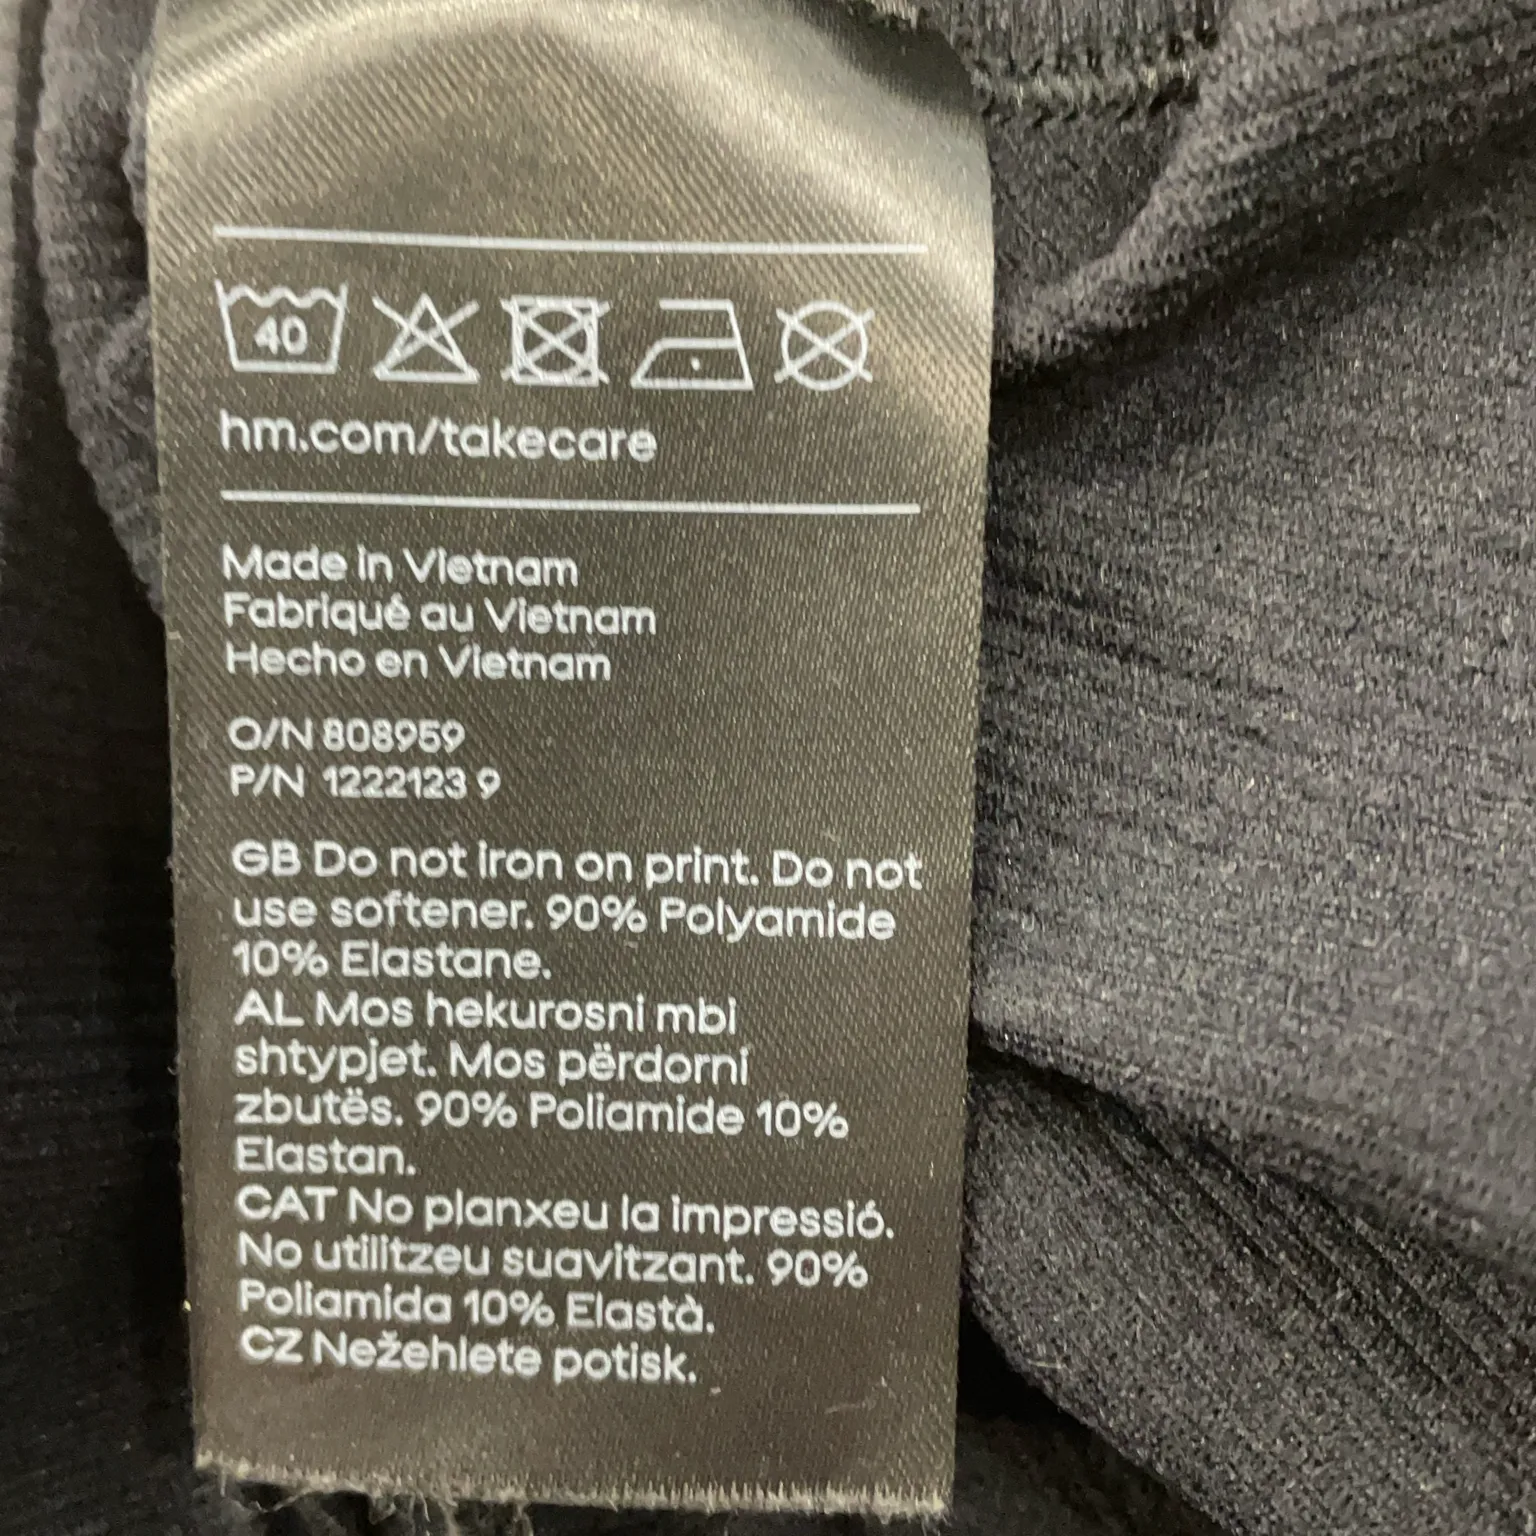 40
hm.com/takecare
Made in Vietnam
Fabriqué au Vietnam
Hecho en Vietnam
O/N 808959
P/N 1222123 9
GB Do not iron on print. Do not
use softener. 90% Polyamide
10% Elastane.
AL Mos hekurosni mbi
shtypjet. Mos përdorni
zbutës. 90% Poliamide 10%
Elastan.
CAT No planxeu la impressió.
No utilitzeu suavitzant. 90%
Poliamida 10% Elastà.
CZ Nežehlete potisk.